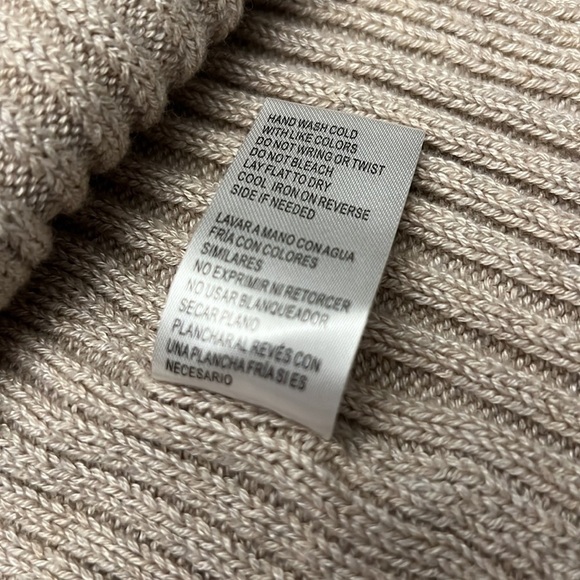 HAND WASH COLD
WITH LIKE COLORS
DO NOT WRING OR TWIST
DO NOT BLEACH
LAY FLAT TO DRY
COOL IRON ON REVERSE
SIDE IF NEEDED
LAVAR A MANO CON AGUA
FRÍA CON COLORES
SIMILARES
NO EXPRIMIR NI RETORCER
NO USAR BLANQUEADOR
SECAR PLANO
PLANCHAR AL REVÉS CON
UNA PLANCHA FRÍA SI ES
NECESARIO